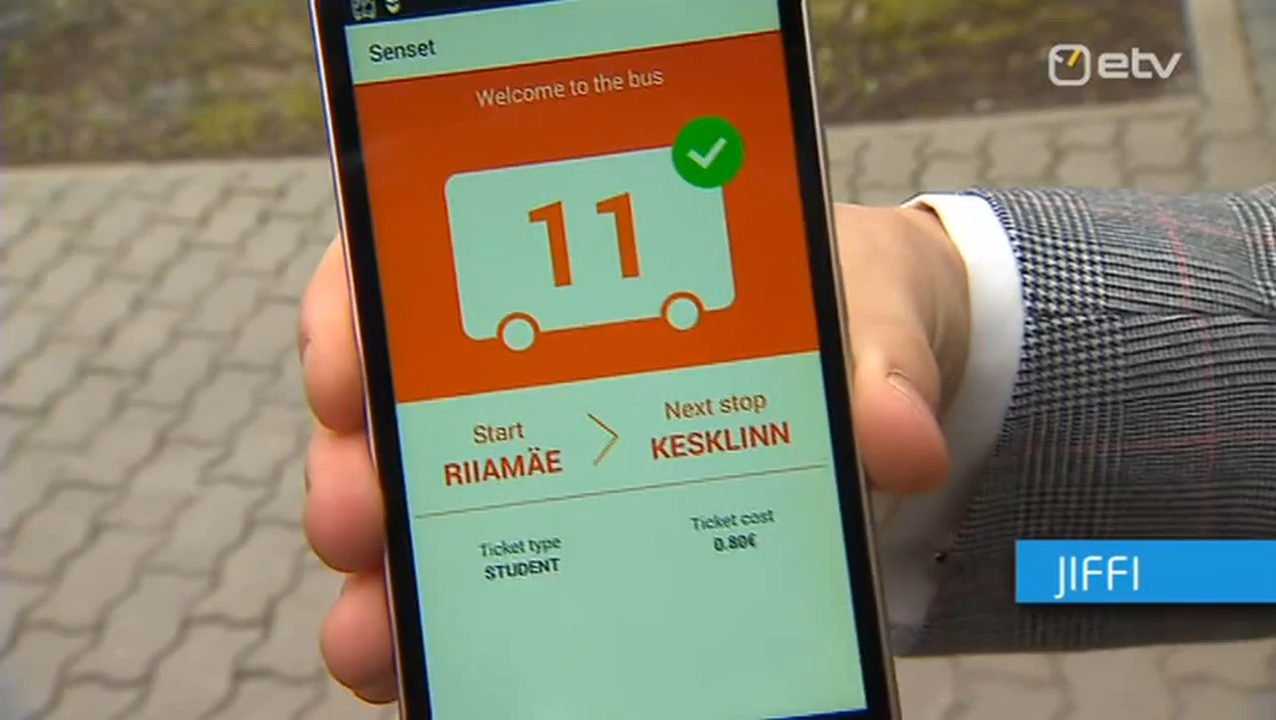 Senset
etv
Welcome to the bus
11
Start
RIIAMÄE
Next stop
KESKLINN
Ticket type
STUDENT
Ticket cost
0.80€
JIFFI